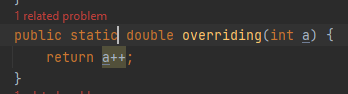 1 related problem
public static double overriding(int a) {
return a++;
}